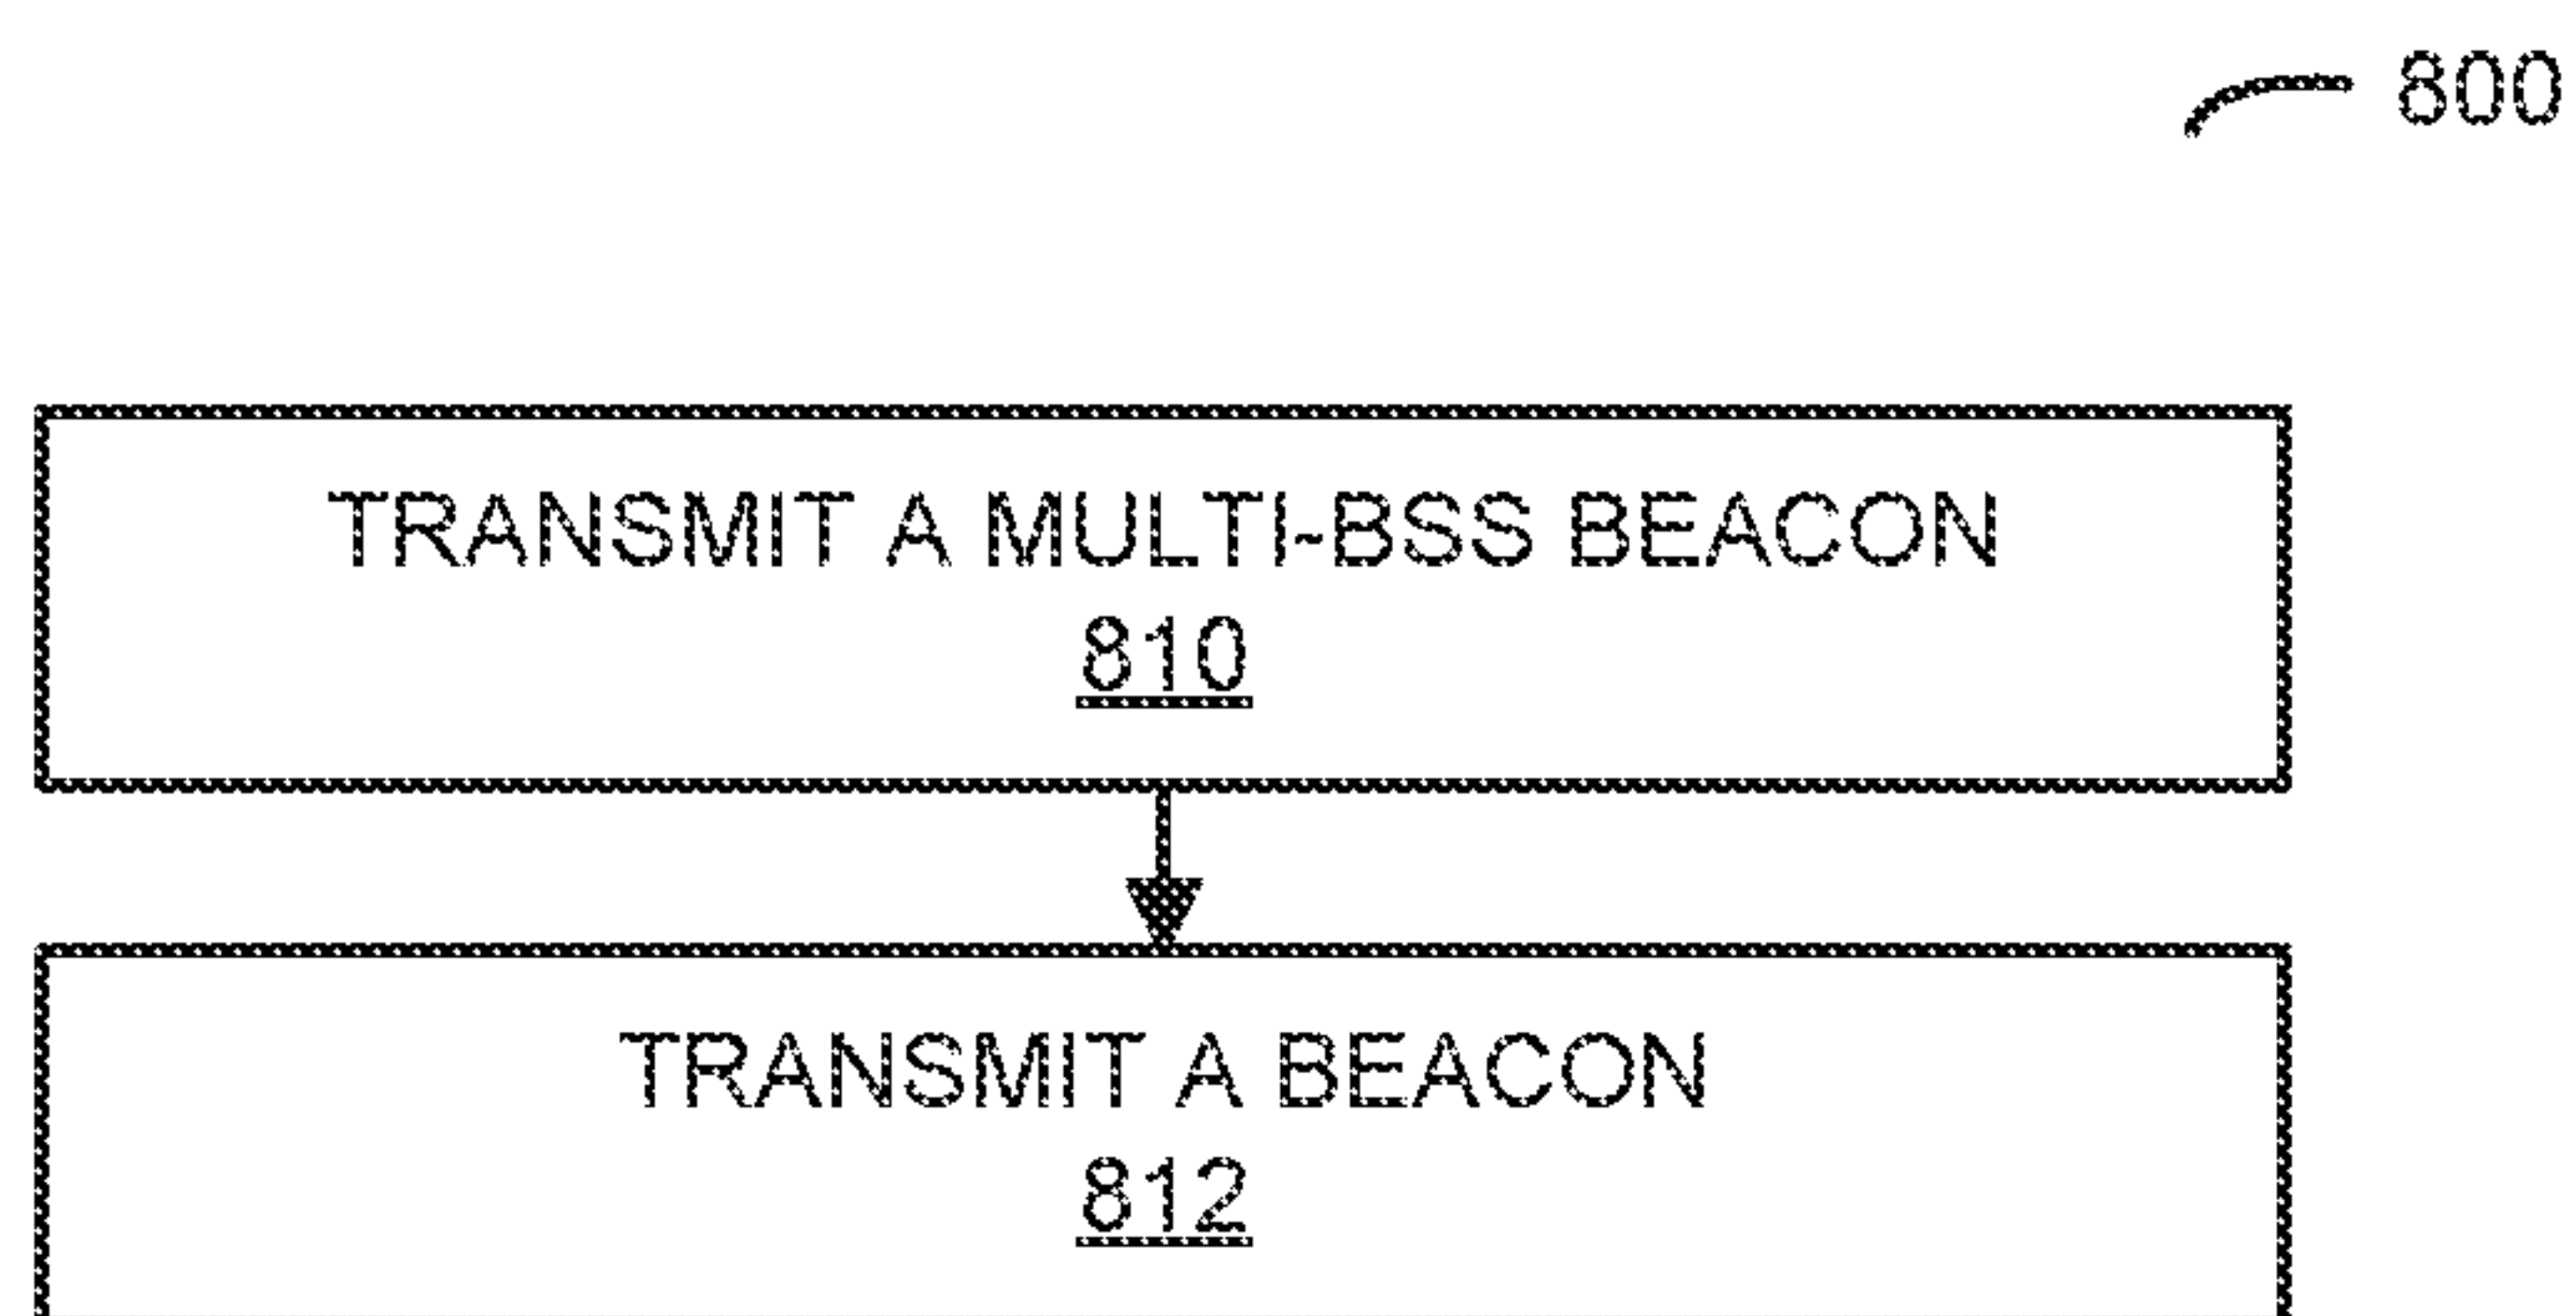 800
TRANSMIT A MULTI-BSS BEACON
810
TRANSMIT A BEACON
812